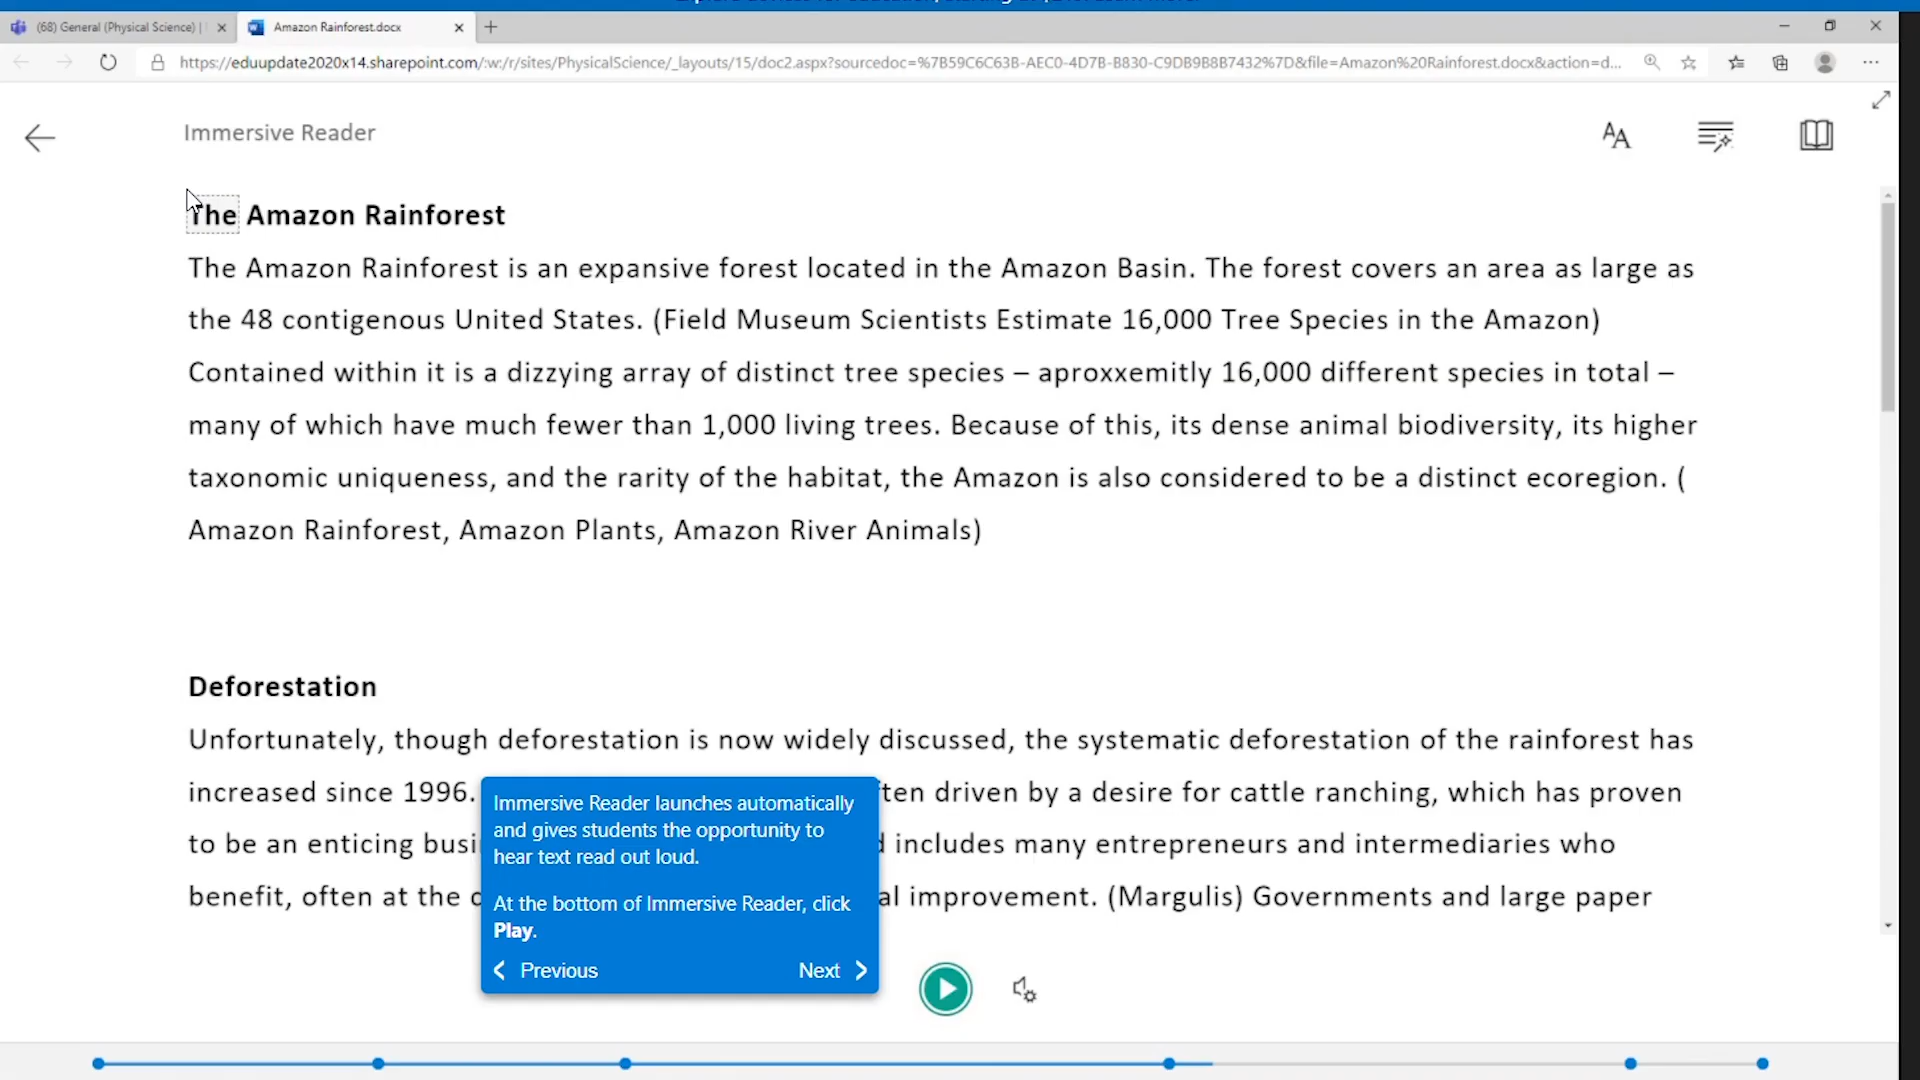 (68) General (Physical Science) |
Amazon Rainforest.docx
https://eduupdate2020x14.sharepoint.com/:w:/r/sites/PhysicalScience/_layouts/15/doc2.aspx?sourcedoc=%7B59C6C63B-AEC0-4D7B-B830-C9DB9B8B7432%7D&file=Amazon%20Rainforest.docx&action=d...
Immersive Reader
The Amazon Rainforest
The Amazon Rainforest is an expansive forest located in the Amazon Basin. The forest covers an area as large as
the 48 contigenous United States. (Field Museum Scientists Estimate 16,000 Tree Species in the Amazon)
Contained within it is a dizzying array of distinct tree species – aproxxemitly 16,000 different species in total –
many of which have much fewer than 1,000 living trees. Because of this, its dense animal biodiversity, its higher
taxonomic uniqueness, and the rarity of the habitat, the Amazon is also considered to be a distinct ecoregion. (
Amazon Rainforest, Amazon Plants, Amazon River Animals)
Deforestation
Unfortunately, though deforestation is now widely discussed, the systematic deforestation of the rainforest has
increased since 1996. ten driven by a desire for cattle ranching, which has proven
to be an enticing busi includes many entrepreneurs and intermediaries who
benefit, often at the al improvement. (Margulis) Governments and large paper
Immersive Reader launches automatically
and gives students the opportunity to
hear text read out loud.
At the bottom of Immersive Reader, click
Play.
Previous
Next